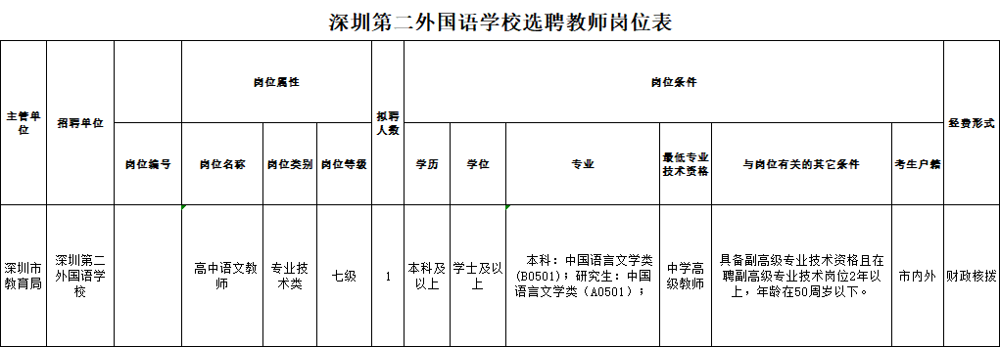 深圳第二外国语学校选聘教师岗位表
主管单
位
招聘单位
岗位属性
拟聘
人数
岗位条件
经费形式
岗位编号
岗位名称
岗位类别
岗位等级
学历
学位
专业
最低专业
技术资格
与岗位有关的其它条件
考生户籍
深圳市
教育局
深圳第二
外国语学
校
高中语文教
师
专业技
术类
七级
1
本科及
以上
学士及以
上
本科：中国语言文学类
(B0501)；研究生：中国
语言文学类（A0501）；
中学高
级教师
具备副高级专业技术资格且在
聘副高级专业技术岗位2年以
上，年龄在50周岁以下。
市内外
财政核拨